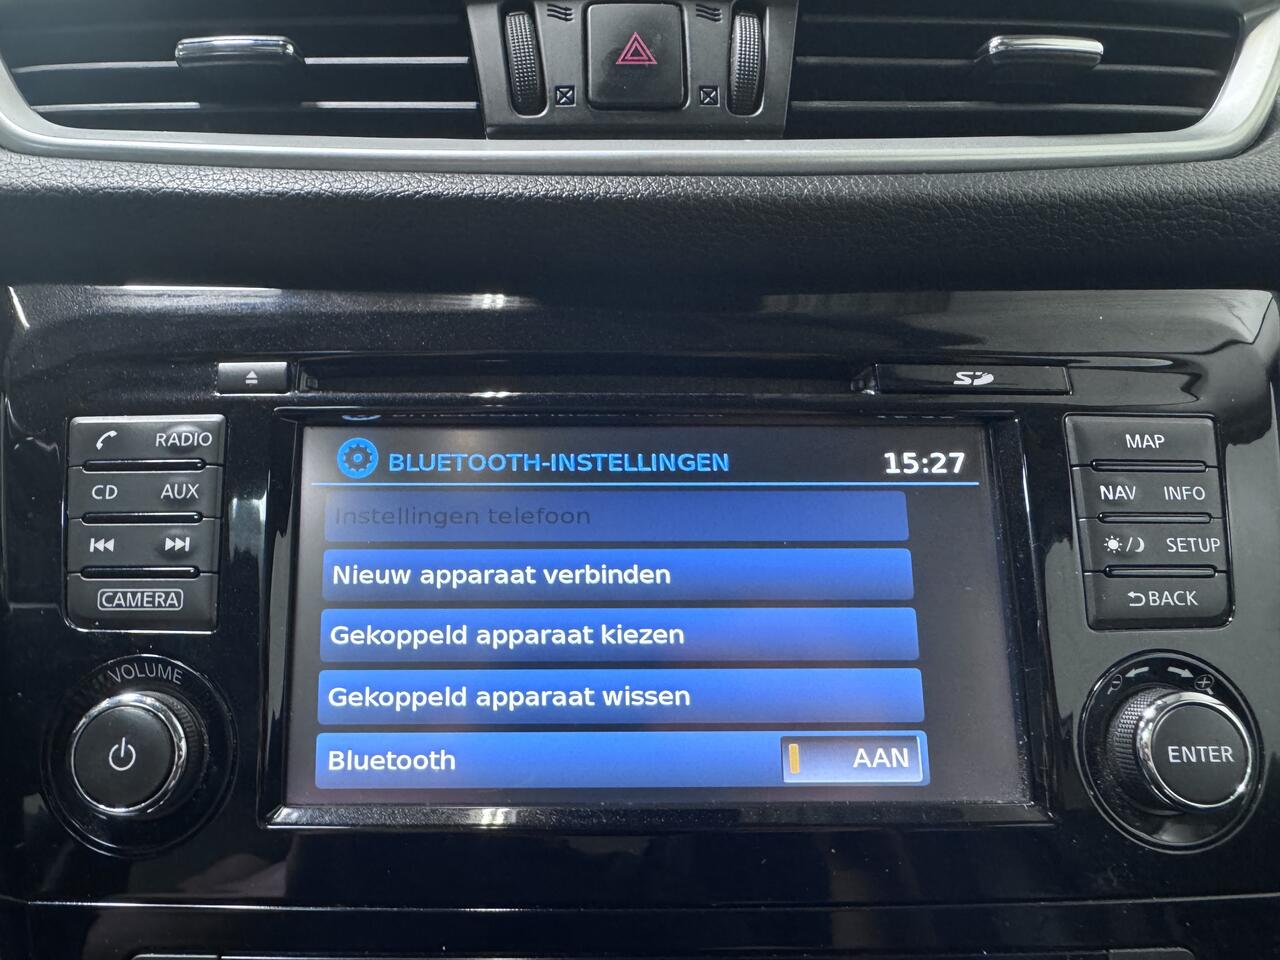 SD
RADIO
CD AUX
CAMERA
VOLUME
BLUETOOTH-INSTELLINGEN 15:27
Instellingen telefoon
Nieuw apparaat verbinden
Gekoppeld apparaat kiezen
Gekoppeld apparaat wissen
Bluetooth AAN
MAP
NAV INFO
SETUP
BACK
ENTER